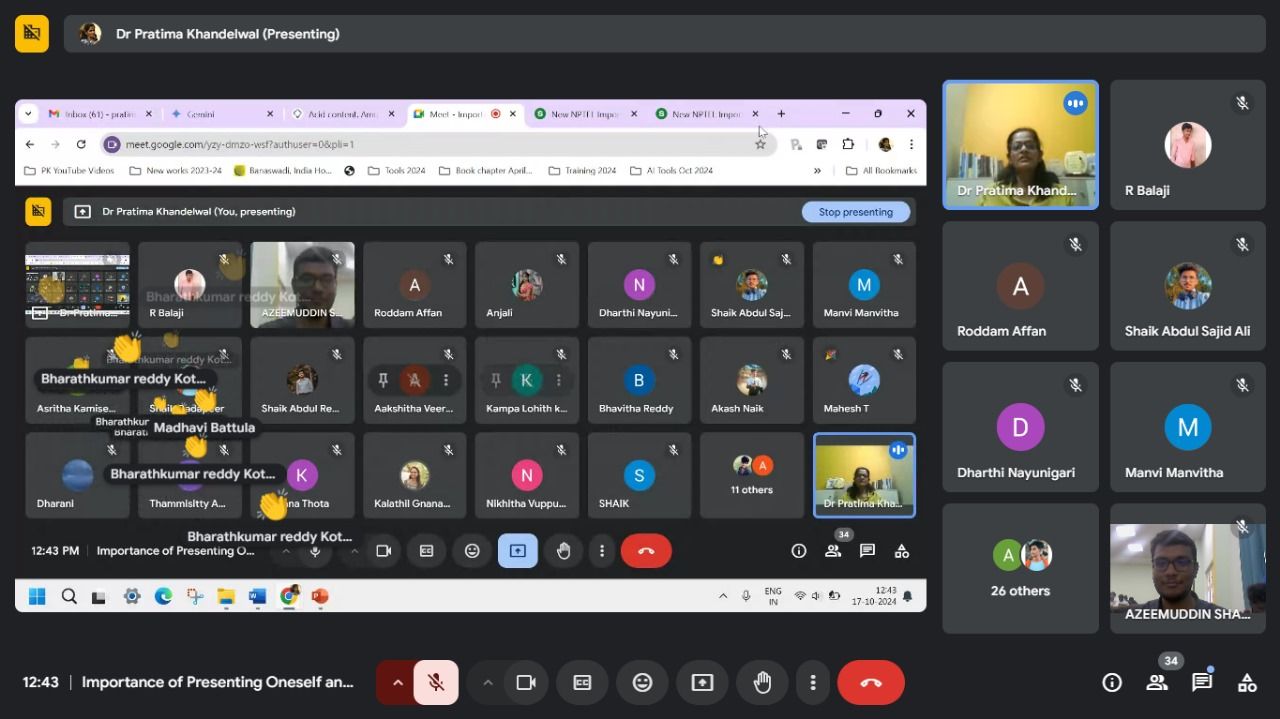 Dr Pratima Khandelwal (Presenting)
Inbox (61) - pratim
Gemini
Acid content, Amu
Meet - Import
New NPTEL Impor
New NPTEL Impor
meet.google.com/yzy-dmzo-wsf?authuser=0&pli=1
PK YouTube Videos
New works 2023-24
Banaswadi, India Ho...
Tools 2024
Book chapter April...
Training 2024
AI Tools Oct 2024
»
All Bookmarks
Dr Pratima Khandelwal (You, presenting)
Stop presenting
Dr Pratima...
R Balaji
AZEEMUDDIN S...
A
Roddam Affan
Anjali
N
Dharthi Nayuni...
Shaik Abdul Saj...
M
Manvi Manvitha
Bharathkumar reddy Kot...
Bharathkumar reddy Kot...
Bharathkumar reddy Kot...
Asritha Kamise...
Shaik Abdul Re...
A
Aakshitha Veer...
K
Kampa Lohith k...
B
Bhavitha Reddy
Akash Naik
Mahesh T
Bharathkur
Bharatl
Madhavi Battula
Bharathkumar reddy Kot...
Dharani
Thammisitty A...
K
na Thota
Kalathil Gnana...
N
Nikhitha Vuppu...
S
SHAIK
A
11 others
Dr Pratima Kha...
Bharathkumar reddy Kot...
12:43 PM | Importance of Presenting O...
34
ENG
IN
12:43
17-10-2024
Dr Pratima Khand...
R Balaji
A
Roddam Affan
Shaik Abdul Sajid Ali
D
Dharthi Nayunigari
M
Manvi Manvitha
A
26 others
AZEEMUDDIN SHA...
12:43 | Importance of Presenting Oneself an...
34